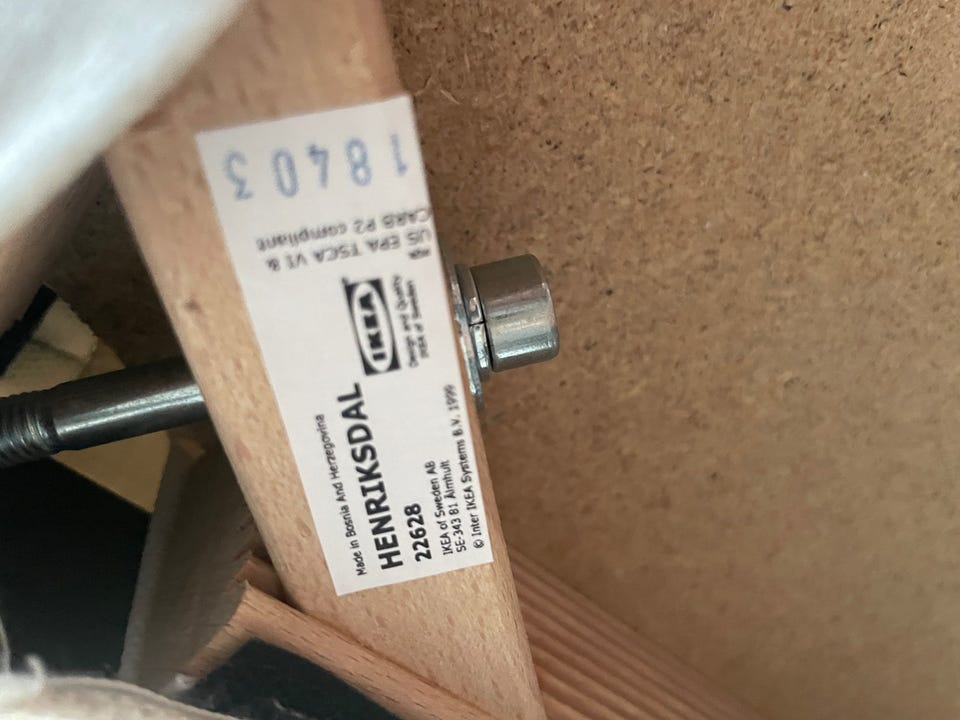 Made in Bosnia And Herzegovina
HENRIKSDAL
22628
IKEA of Sweden AB
SE-343 81 Älmhult
© Inter IKEA Systems B.V. 1999
IKEA
Design and Quality
IKEA of Sweden
US EPA TSCA VI &
CARB P2 compliant
18403